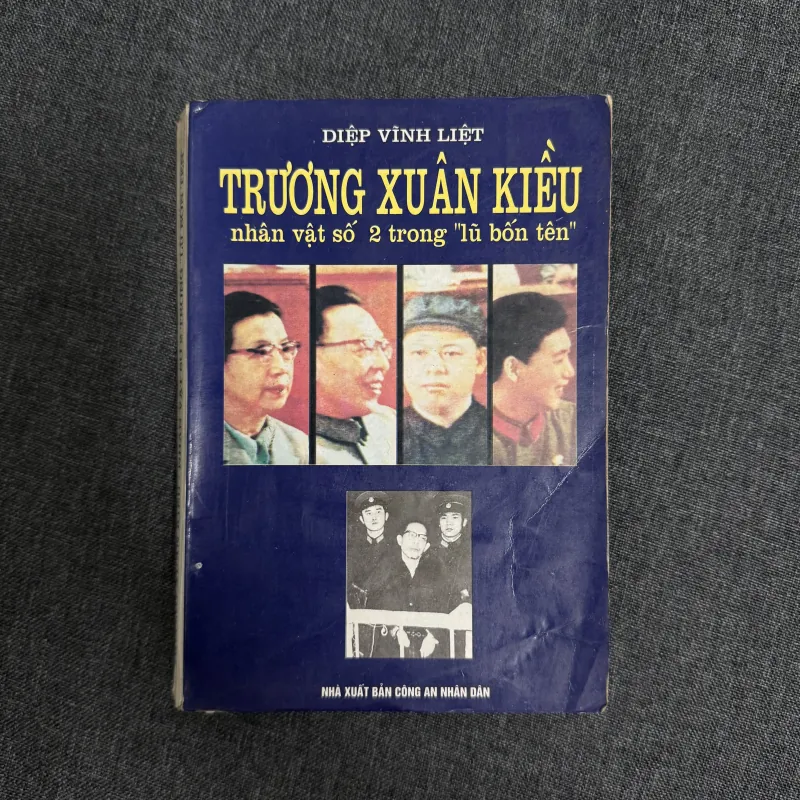 DIỆP VĨNH LIỆT
TRƯƠNG XUÂN KIỀU
nhân vật số 2 trong "lũ bốn tên"
NHÀ XUẤT BẢN CÔNG AN NHÂN DÂN